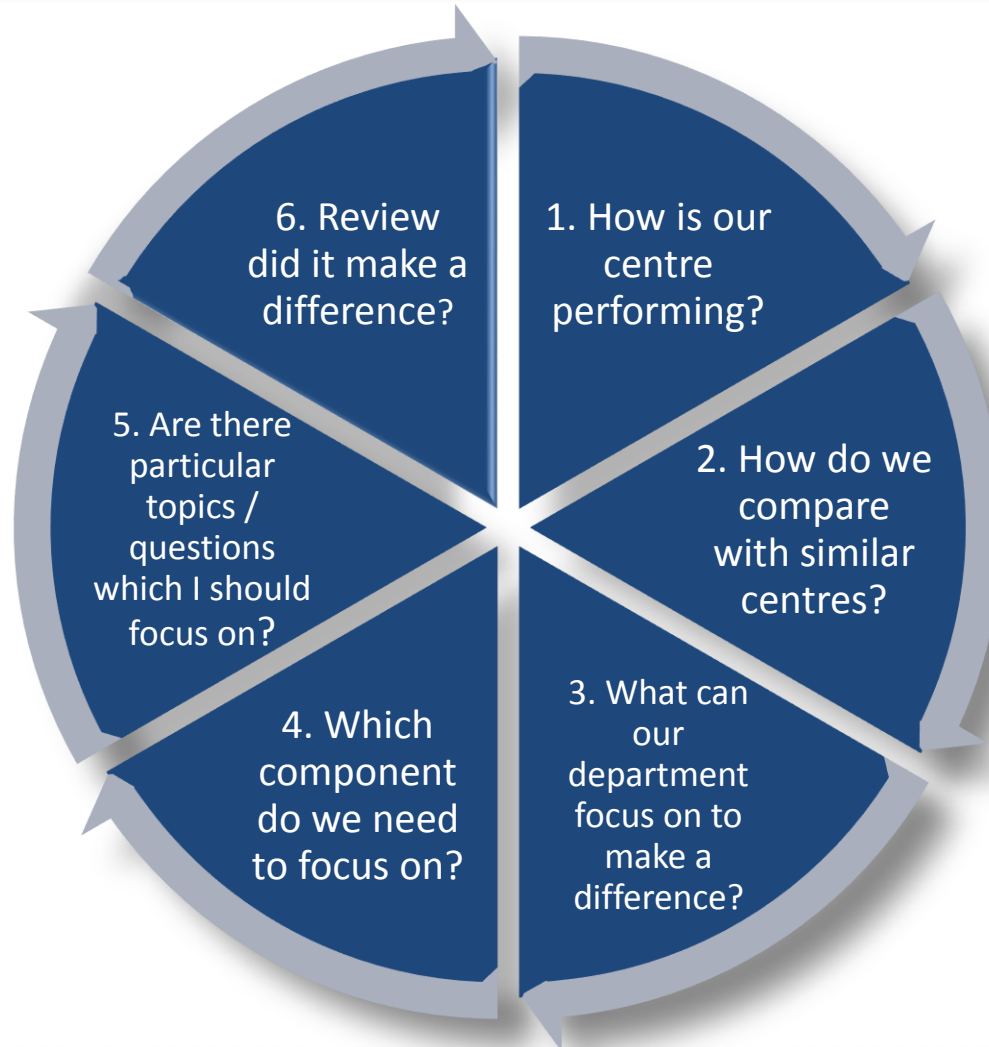 1. How is our
centre
performing?
2. How do we
compare
with similar
centres?
3. What can
our
department
focus on to
make a
difference?
4. Which
component
do we need
to focus on?
5. Are there
particular
topics /
questions
which I should
focus on?
6. Review
did it make a
difference?